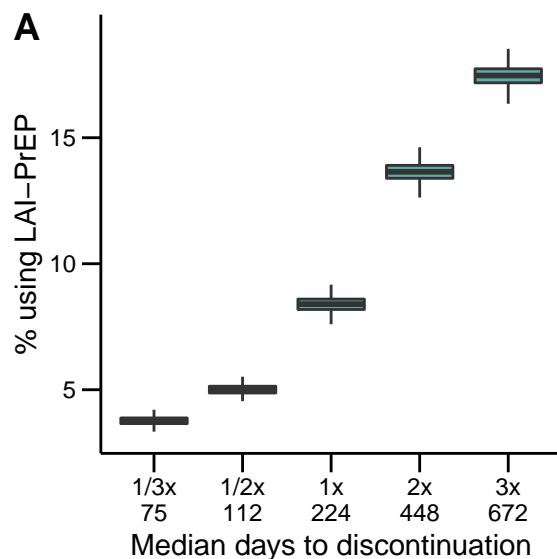 A
% using LAI−PrEP
15
10
5
1/3x 1/2x 1x 2x 3x
75 112 224 448 672
Median days to discontinuation